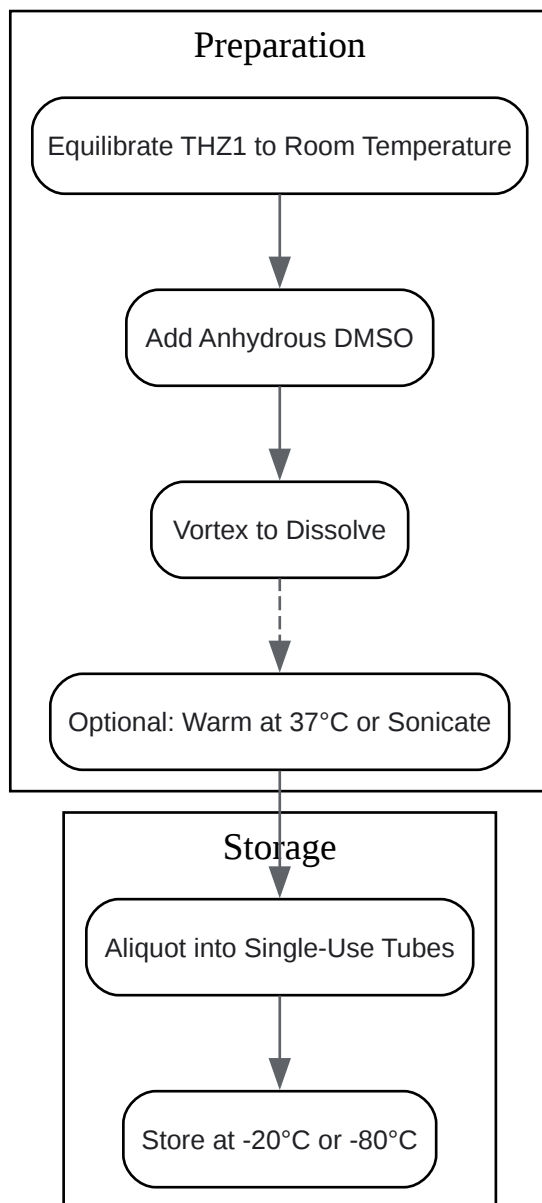 Preparation
Equilibrate THZ1 to Room Temperature
Add Anhydrous DMSO
Vortex to Dissolve
Optional: Warm at 37°C or Sonicate
Storage
Aliquot into Single-Use Tubes
Store at -20°C or -80°C